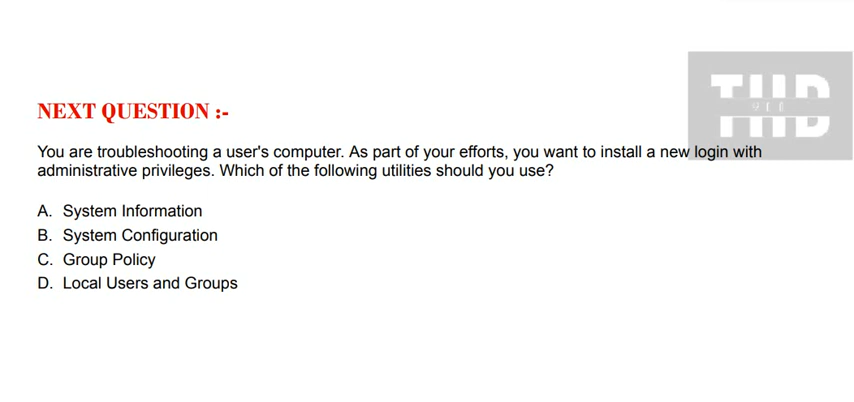 THD
NEXT QUESTION :-
You are troubleshooting a user's computer. As part of your efforts, you want to install a new login with
administrative privileges. Which of the following utilities should you use?
A. System Information
B. System Configuration
C. Group Policy
D. Local Users and Groups